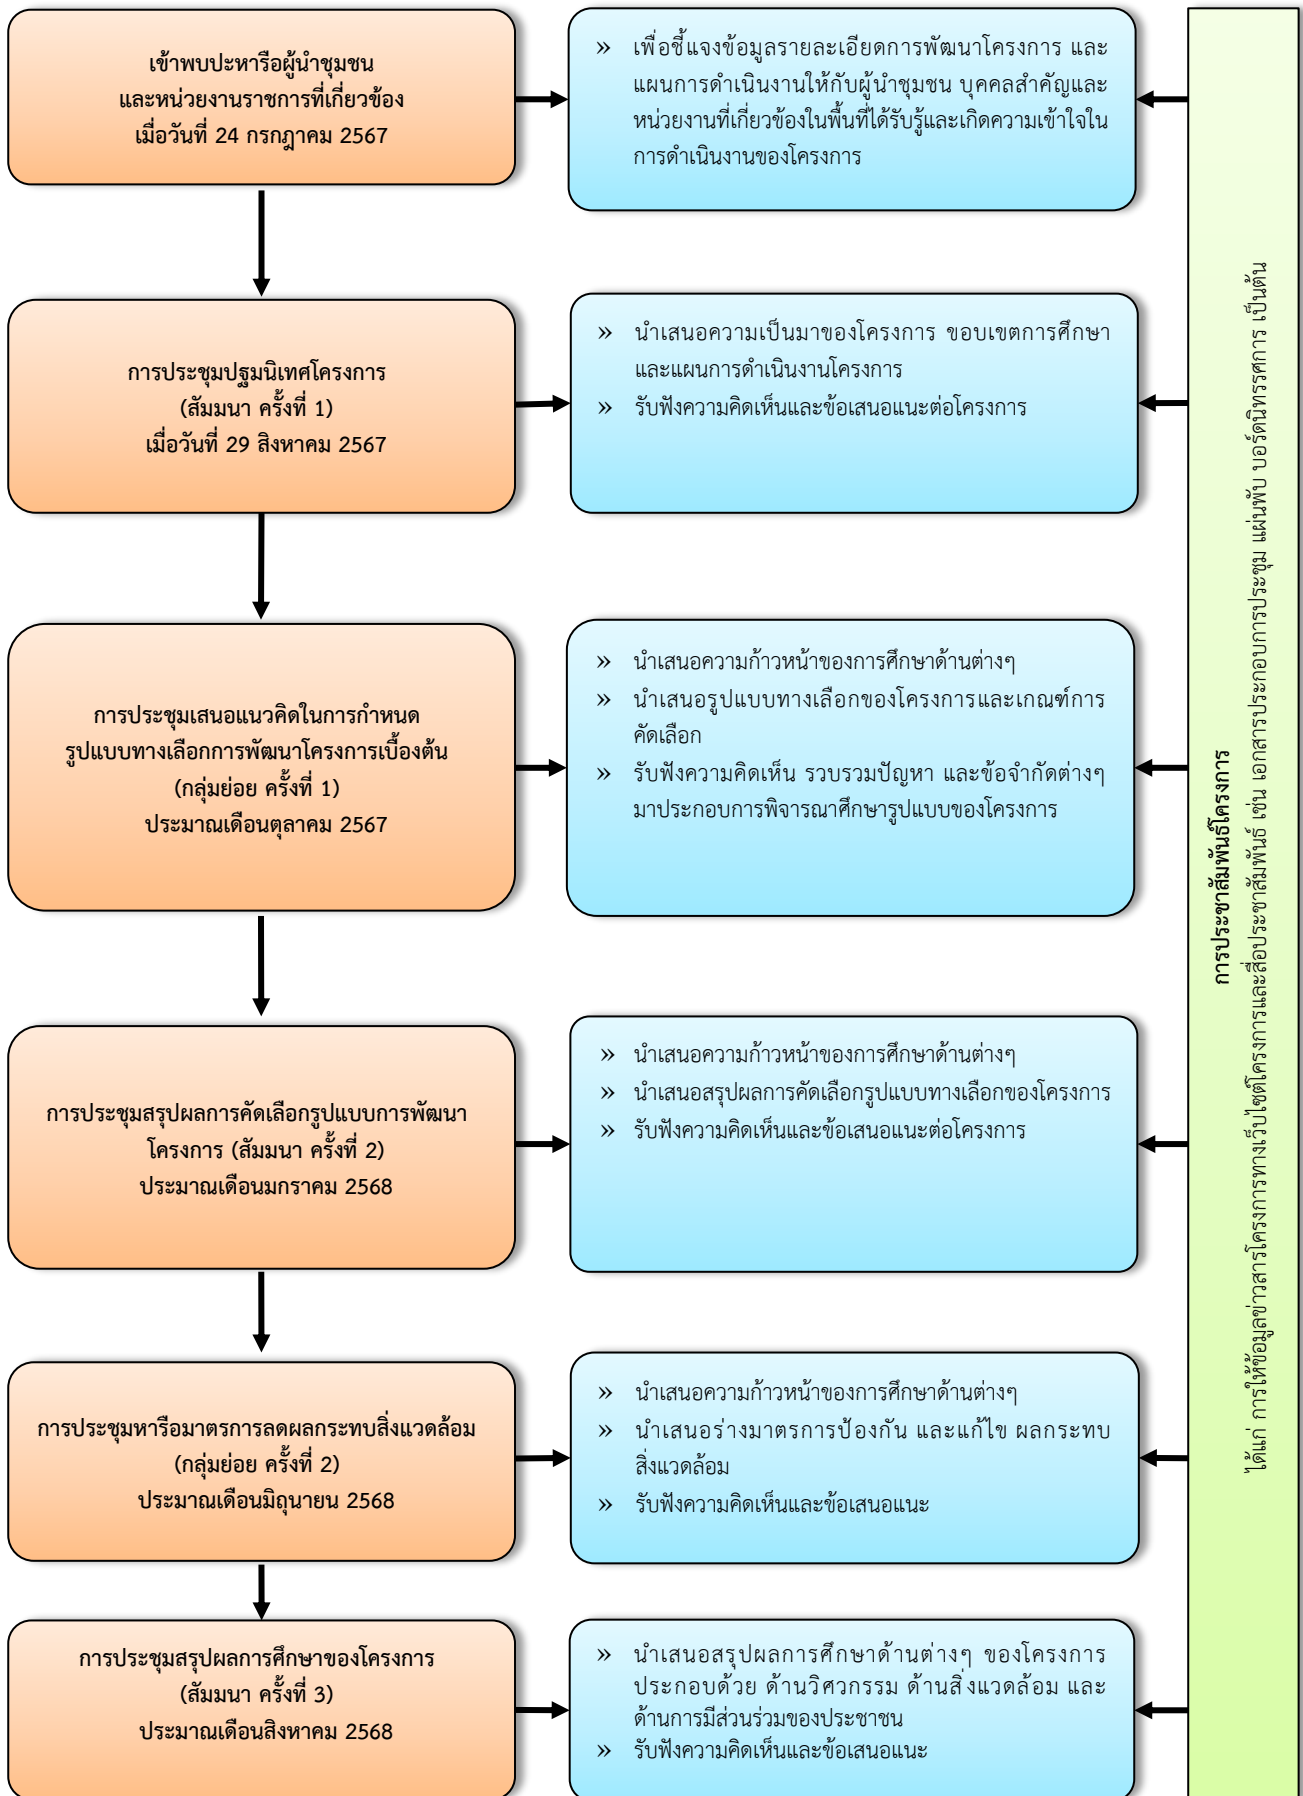 เข้าพบปะหารือผู้นำชุมชน
และหน่วยงานราชการที่เกี่ยวข้อง
เมื่อวันที่ 24 กรกฎาคม 2567
» เพื่อชี้แจงข้อมูลรายละเอียดการพัฒนาโครงการ และ
แผนการดำเนินงานให้กับผู้นำชุมชน บุคคลสำคัญและ
หน่วยงานที่เกี่ยวข้องในพื้นที่ได้รับรู้และเกิดความเข้าใจใน
การดำเนินงานของโครงการ
การประชุมปฐมนิเทศโครงการ
(สัมมนา ครั้งที่ 1)
เมื่อวันที่ 29 สิงหาคม 2567
» นำเสนอความเป็นมาของโครงการ ขอบเขตการศึกษา
และแผนการดำเนินงานโครงการ
» รับฟังความคิดเห็นและข้อเสนอแนะต่อโครงการ
การประชุมเสนอแนวคิดในการกำหนด
รูปแบบทางเลือกการพัฒนาโครงการเบื้องต้น
(กลุ่มย่อย ครั้งที่ 1)
ประมาณเดือนตุลาคม 2567
» นำเสนอความก้าวหน้าของการศึกษาด้านต่างๆ
» นำเสนอรูปแบบทางเลือกของโครงการและเกณฑ์การ
คัดเลือก
» รับฟังความคิดเห็น รวบรวมปัญหา และข้อจำกัดต่างๆ
มาประกอบการพิจารณาศึกษารูปแบบของโครงการ
การประชุมสรุปผลการคัดเลือกรูปแบบการพัฒนา
โครงการ (สัมมนา ครั้งที่ 2)
ประมาณเดือนมกราคม 2568
» นำเสนอความก้าวหน้าของการศึกษาด้านต่างๆ
» นำเสนอสรุปผลการคัดเลือกรูปแบบทางเลือกของโครงการ
» รับฟังความคิดเห็นและข้อเสนอแนะต่อโครงการ
การประชุมหารือมาตรการลดผลกระทบสิ่งแวดล้อม
(กลุ่มย่อย ครั้งที่ 2)
ประมาณเดือนมิถุนายน 2568
» นำเสนอความก้าวหน้าของการศึกษาด้านต่างๆ
» นำเสนอร่างมาตรการป้องกัน และแก้ไข ผลกระทบ
สิ่งแวดล้อม
» รับฟังความคิดเห็นและข้อเสนอแนะ
การประชุมสรุปผลการศึกษาของโครงการ
(สัมมนา ครั้งที่ 3)
ประมาณเดือนสิงหาคม 2568
» นำเสนอสรุปผลการศึกษาด้านต่างๆ ของโครงการ
ประกอบด้วย ด้านวิศวกรรม ด้านสิ่งแวดล้อม และ
ด้านการมีส่วนร่วมของประชาชน
» รับฟังความคิดเห็นและข้อเสนอแนะ
การประชาสัมพันธ์โครงการ
ได้แก่ การให้ข้อมูลข่าวสารโครงการทางเว็บไซต์โครงการและสื่อประชาสัมพันธ์ เช่น เอกสารประกอบการประชุม แผ่นพับ บอร์ดนิทรรศการ เป็นต้น